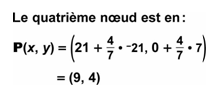 Le quatrième nœud est en :
P(x, y) = (21 + 4/7 • ⁻21, 0 + 4/7 • 7)
= (9, 4)